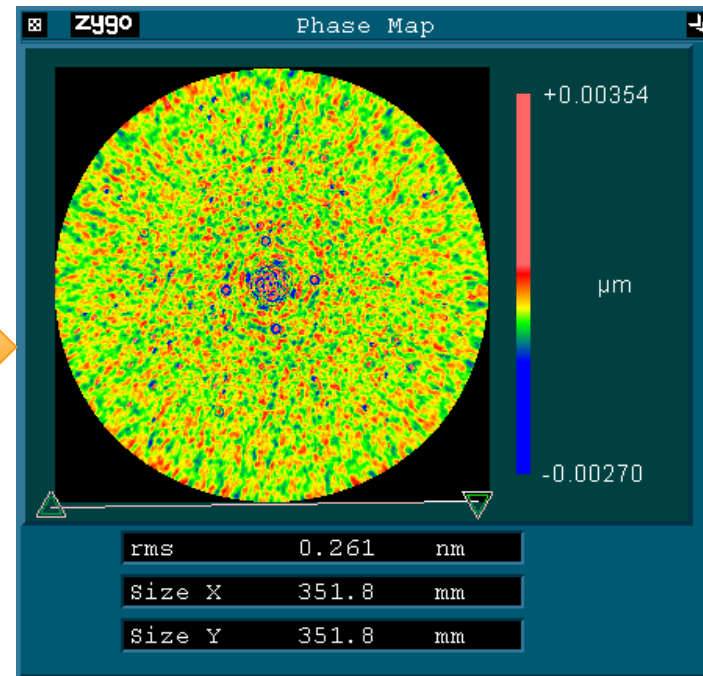 zygo Phase Map
+0.00354
µm
-0.00270
rms 0.261 nm
Size X 351.8 mm
Size Y 351.8 mm